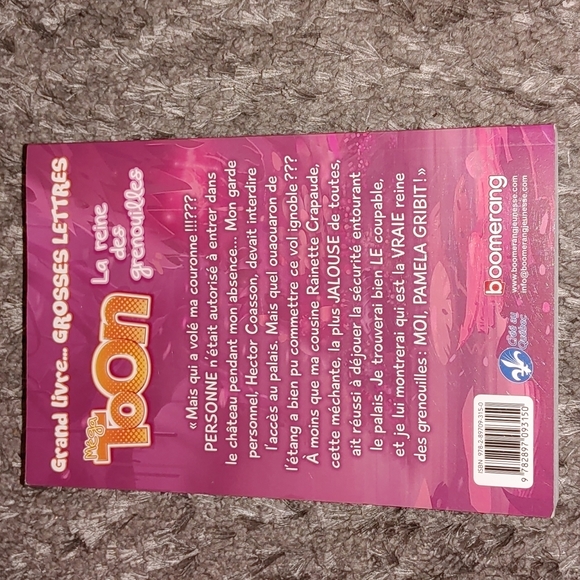 Grand livre... GROSSES LETTRES
Mega
TOON
La reine
des
grenouilles
« Mais qui a volé ma couronne !!!???
PERSONNE n'était autorisé à entrer dans
le château pendant mon absence... Mon garde
personnel, Hector Coasson, devait interdire
l'accès au palais. Mais quel ouaouaron de
l'étang a bien pu commettre ce vol ignoble???
À moins que ma cousine Rainette Crapaude,
cette méchante, la plus JALOUSE de toutes,
ait réussi à déjouer la sécurité entourant
le palais. Je trouverai bien LE coupable,
et je lui montrerai qui est la VRAIE reine
des grenouilles : MOI, PAMELA GRIBIT! »
boomerang
www.boomerangjeunesse.com
info@boomerangjeunesse.com
Créé au
Québec
ISBN 978-2-89709-315-0
9 782897 093150